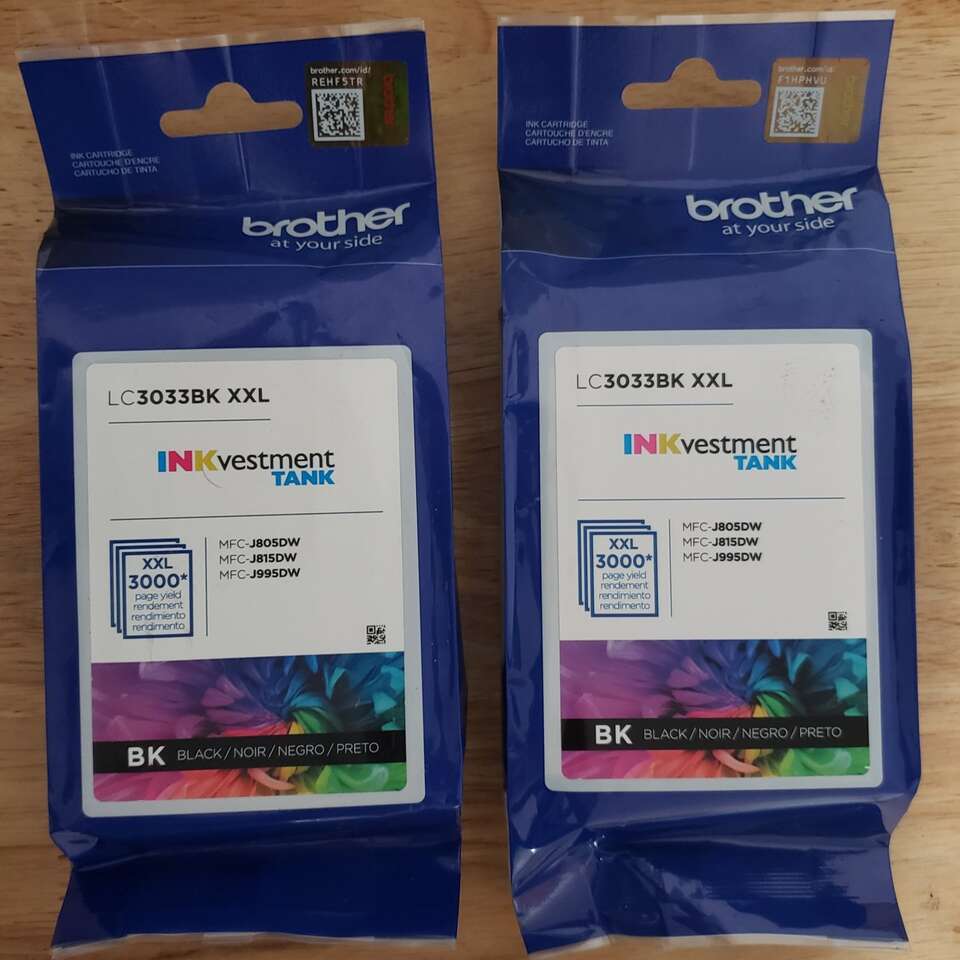 brother.com/id/
REHF5TR
INK CARTRIDGE
CARTOUCHE D'ENCRE
CARTUCHO DE TINTA
brother
at your side
LC3033BK XXL
INKvestment
TANK
XXL
3000*
page yield
rendement
rendimiento
rendimento
MFC-J805DW
MFC-J815DW
MFC-J995DW
BK BLACK / NOIR / NEGRO / PRETO
brother.com/id/
F1HPHVU
INK CARTRIDGE
CARTOUCHE D'ENCRE
CARTUCHO DE TINTA
brother
at your side
LC3033BK XXL
INKvestment
TANK
XXL
3000*
page yield
rendement
rendimiento
rendimento
MFC-J805DW
MFC-J815DW
MFC-J995DW
BK BLACK / NOIR / NEGRO / PRETO